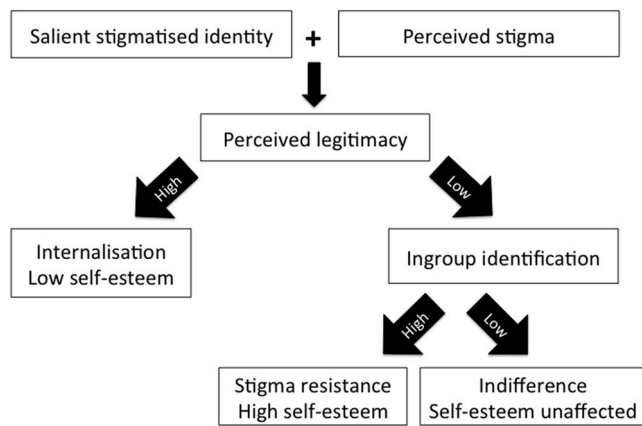 Salient stigmatised identity
+
Perceived stigma
Perceived legitimacy
High
Low
Internalisation
Low self-esteem
Ingroup identification
High
Low
Stigma resistance
High self-esteem
Indifference
Self-esteem unaffected